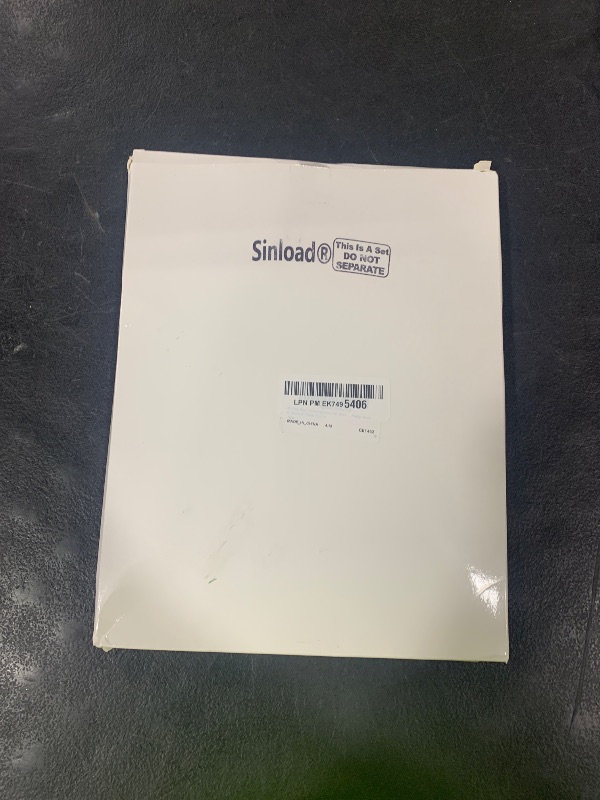 Sinload®
This Is A Set
DO NOT
SEPARATE
LPN PM EK749 5406